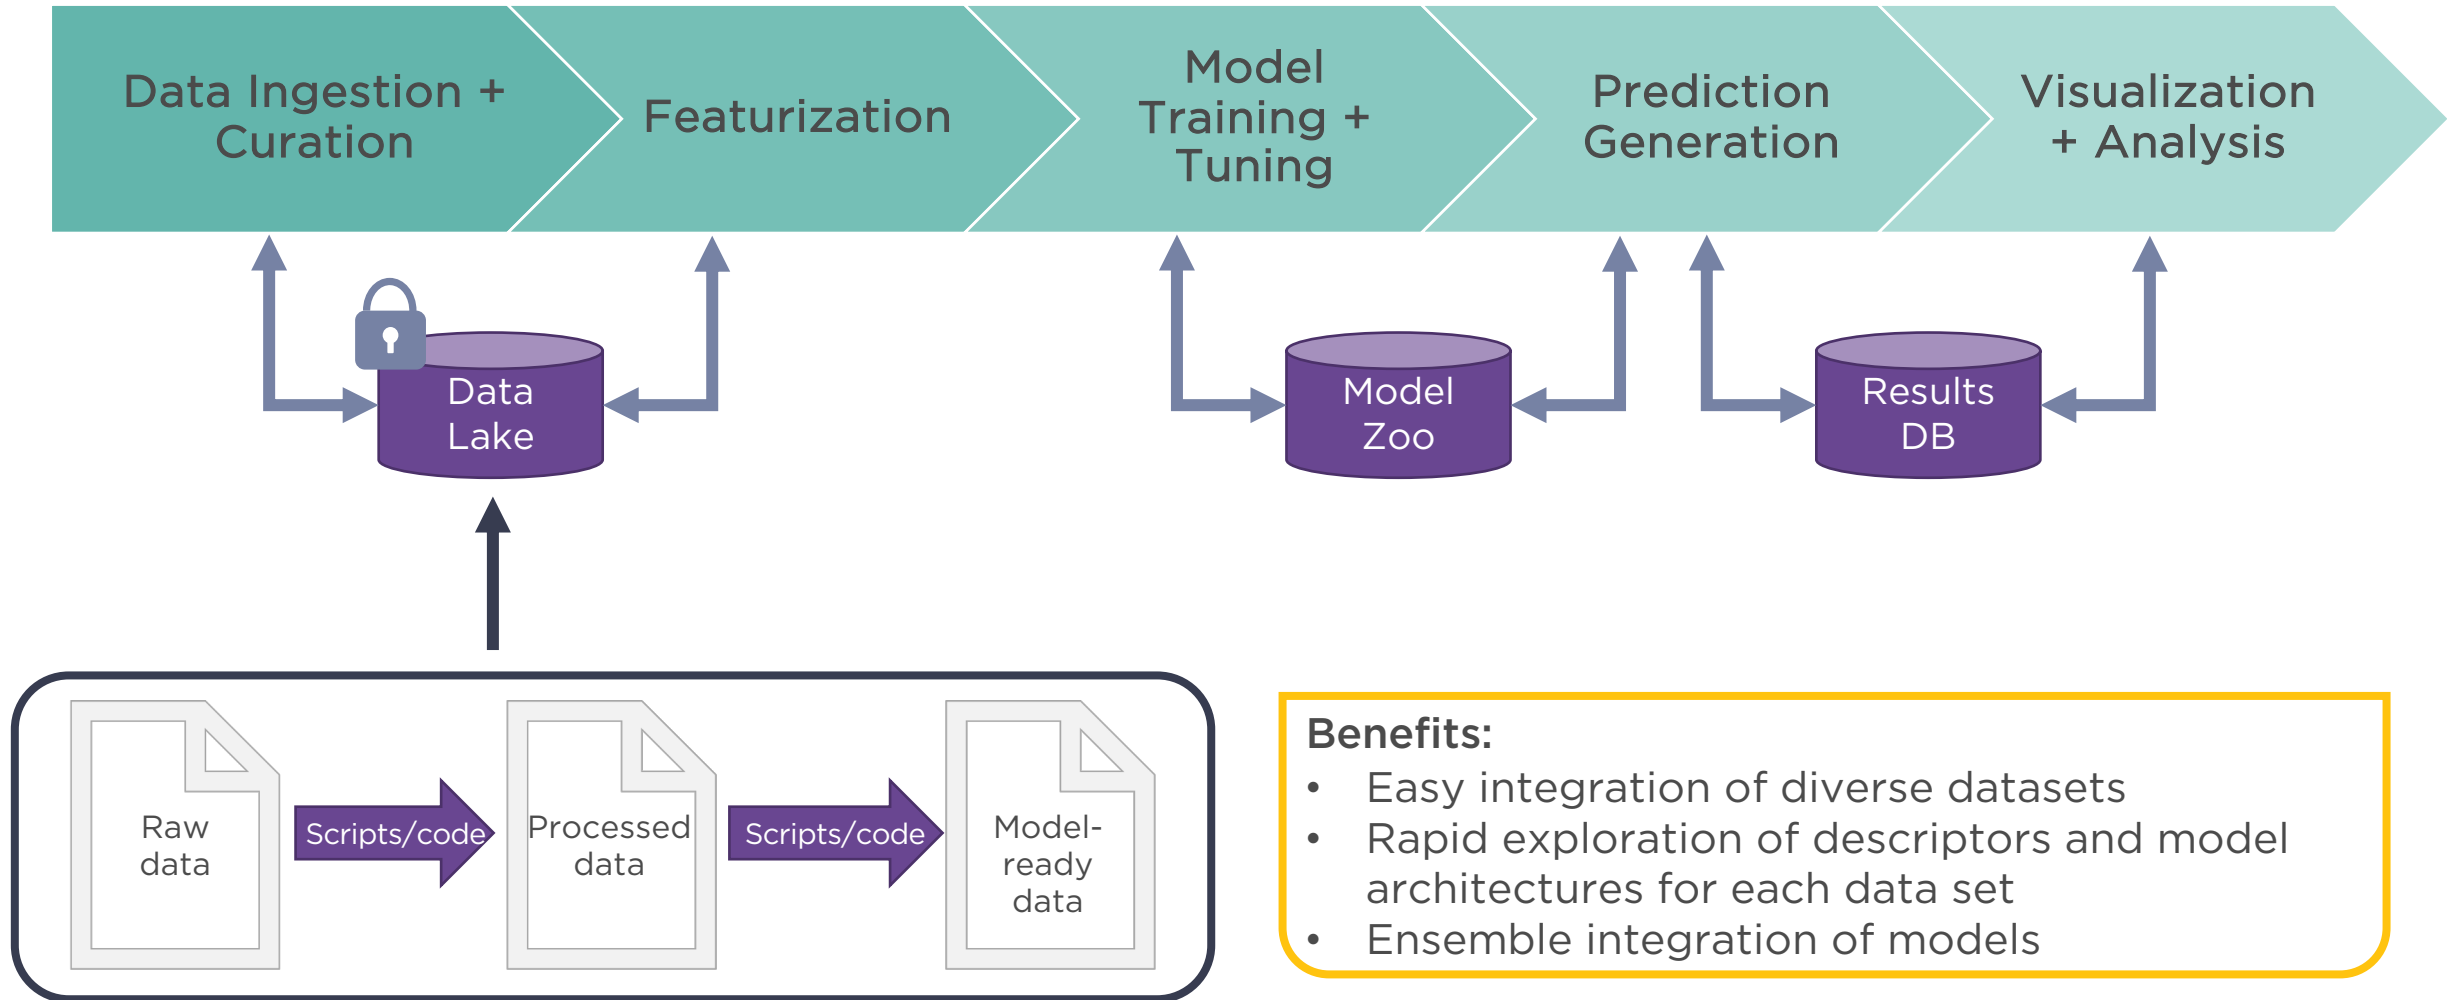 Data Ingestion +
Curation
Featurization
Model
Training +
Tuning
Prediction
Generation
Visualization
+ Analysis
Data
Lake
Model
Zoo
Results
DB
Raw
data
Scripts/code
Processed
data
Scripts/code
Model-
ready
data
Benefits:
• Easy integration of diverse datasets
• Rapid exploration of descriptors and model
architectures for each data set
• Ensemble integration of models